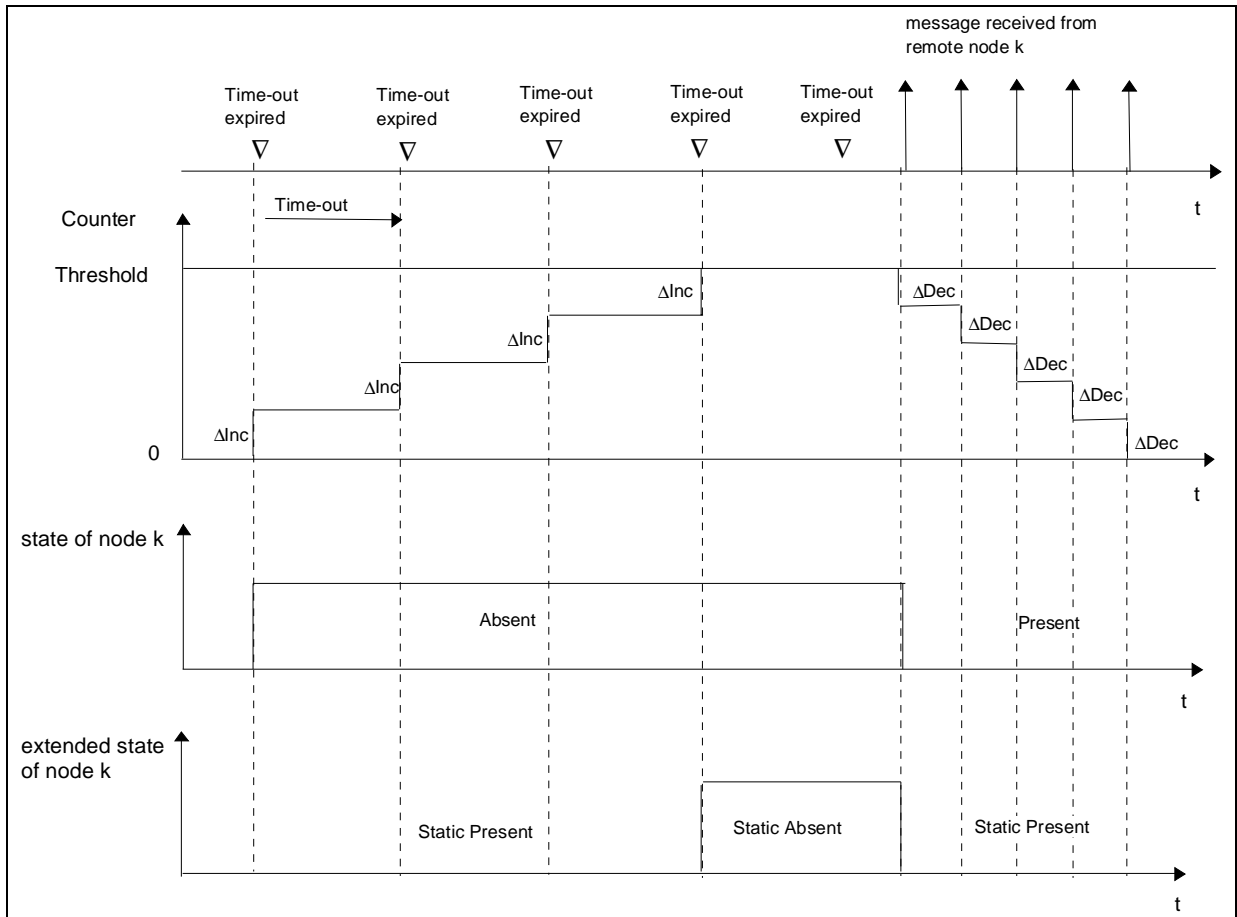 message received from
remote node k
Time-out
expired
Time-out
expired
Time-out
expired
Time-out
expired
Time-out
expired
∇
∇
∇
∇
∇
t
Time-out
Counter
Threshold
ΔInc
ΔDec
ΔInc
ΔDec
ΔInc
ΔDec
ΔInc
ΔDec
ΔDec
0
t
state of node k
Absent
Present
t
extended state
of node k
Static Present
Static Absent
Static Present
t